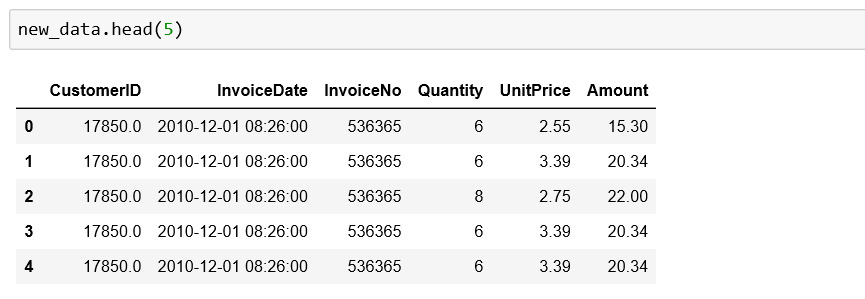 new_data.head(5)
CustomerID InvoiceDate InvoiceNo Quantity UnitPrice Amount
0 17850.0 2010-12-01 08:26:00 536365 6 2.55 15.30
1 17850.0 2010-12-01 08:26:00 536365 6 3.39 20.34
2 17850.0 2010-12-01 08:26:00 536365 8 2.75 22.00
3 17850.0 2010-12-01 08:26:00 536365 6 3.39 20.34
4 17850.0 2010-12-01 08:26:00 536365 6 3.39 20.34